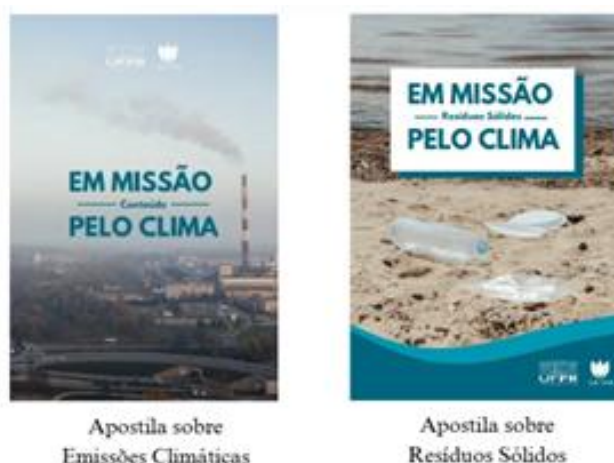 EM MISSÃO
Conteúdo
PELO CLIMA
Apostila sobre
Emissões Climáticas
EM MISSÃO
Resíduos Sólidos
PELO CLIMA
UFPR
Apostila sobre
Resíduos Sólidos